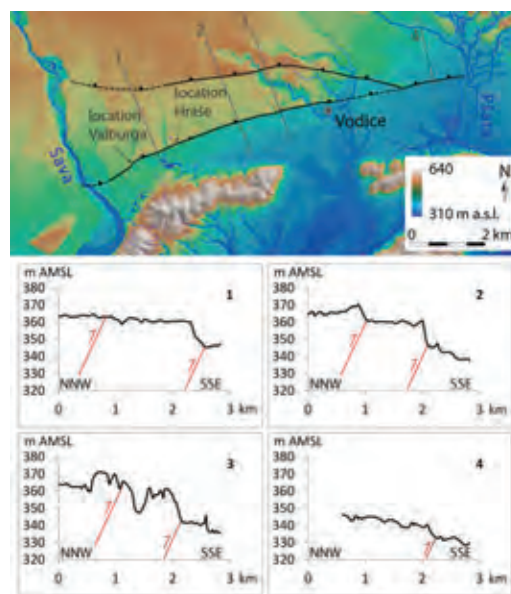 1
2
3
location
Hraše
location
Valburga
Vodice
Sava
Pšata
640
N
310 m a.s.l.
0 2 km
m AMSL
1
380
370
360
350
340
330
320
NNW SSE
0 1 2 3 km
m AMSL
2
380
370
360
350
340
330
320
NNW SSE
0 1 2 3 km
m AMSL
3
380
370
360
350
340
330
320
NNW SSE
0 1 2 3 km
m AMSL
4
380
370
360
350
340
330
320
NNW SSE
0 1 2 3 km